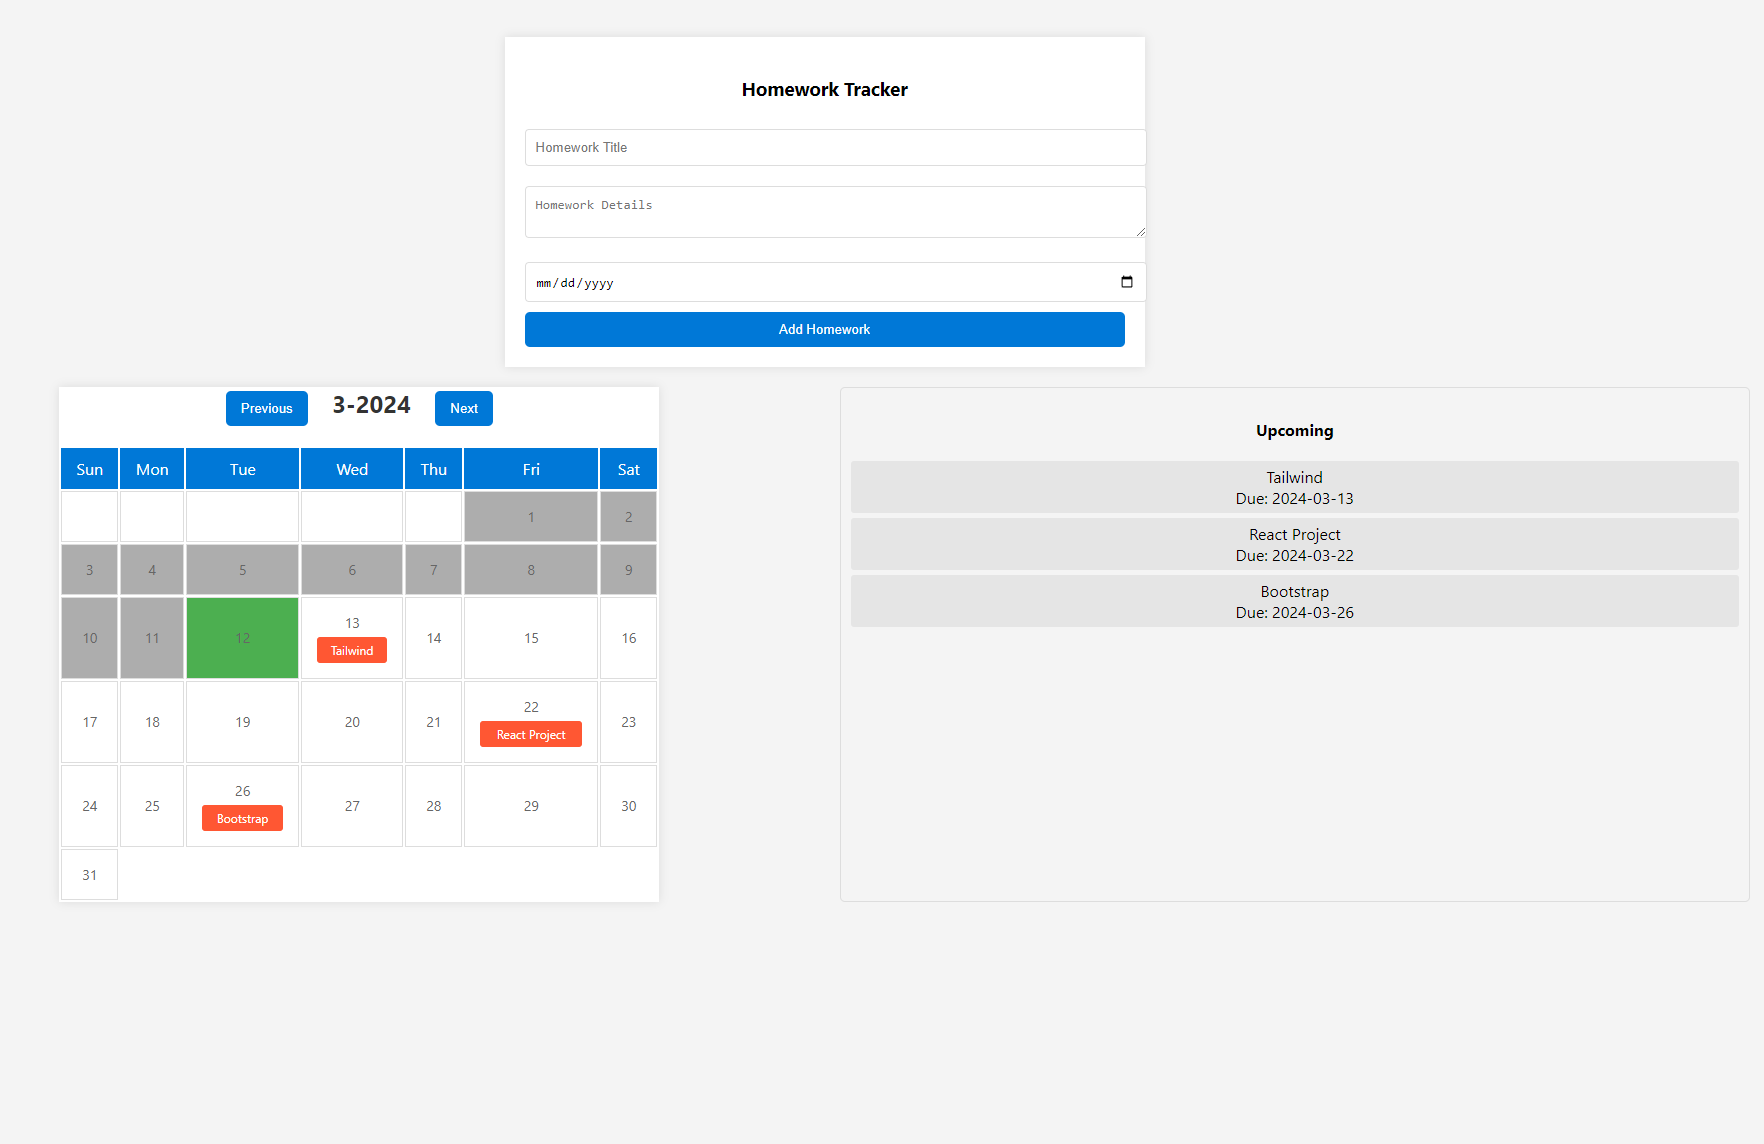 Homework Tracker
Homework Title
Homework Details
mm/dd/yyyy
Add Homework
Previous 3-2024 Next
Sun Mon Tue Wed Thu Fri Sat
1 2
3 4 5 6 7 8 9
10 11 12 13 14 15 16
Tailwind
17 18 19 20 21 22 23
React Project
24 25 26 27 28 29 30
Bootstrap
31
Upcoming
Tailwind
Due: 2024-03-13
React Project
Due: 2024-03-22
Bootstrap
Due: 2024-03-26